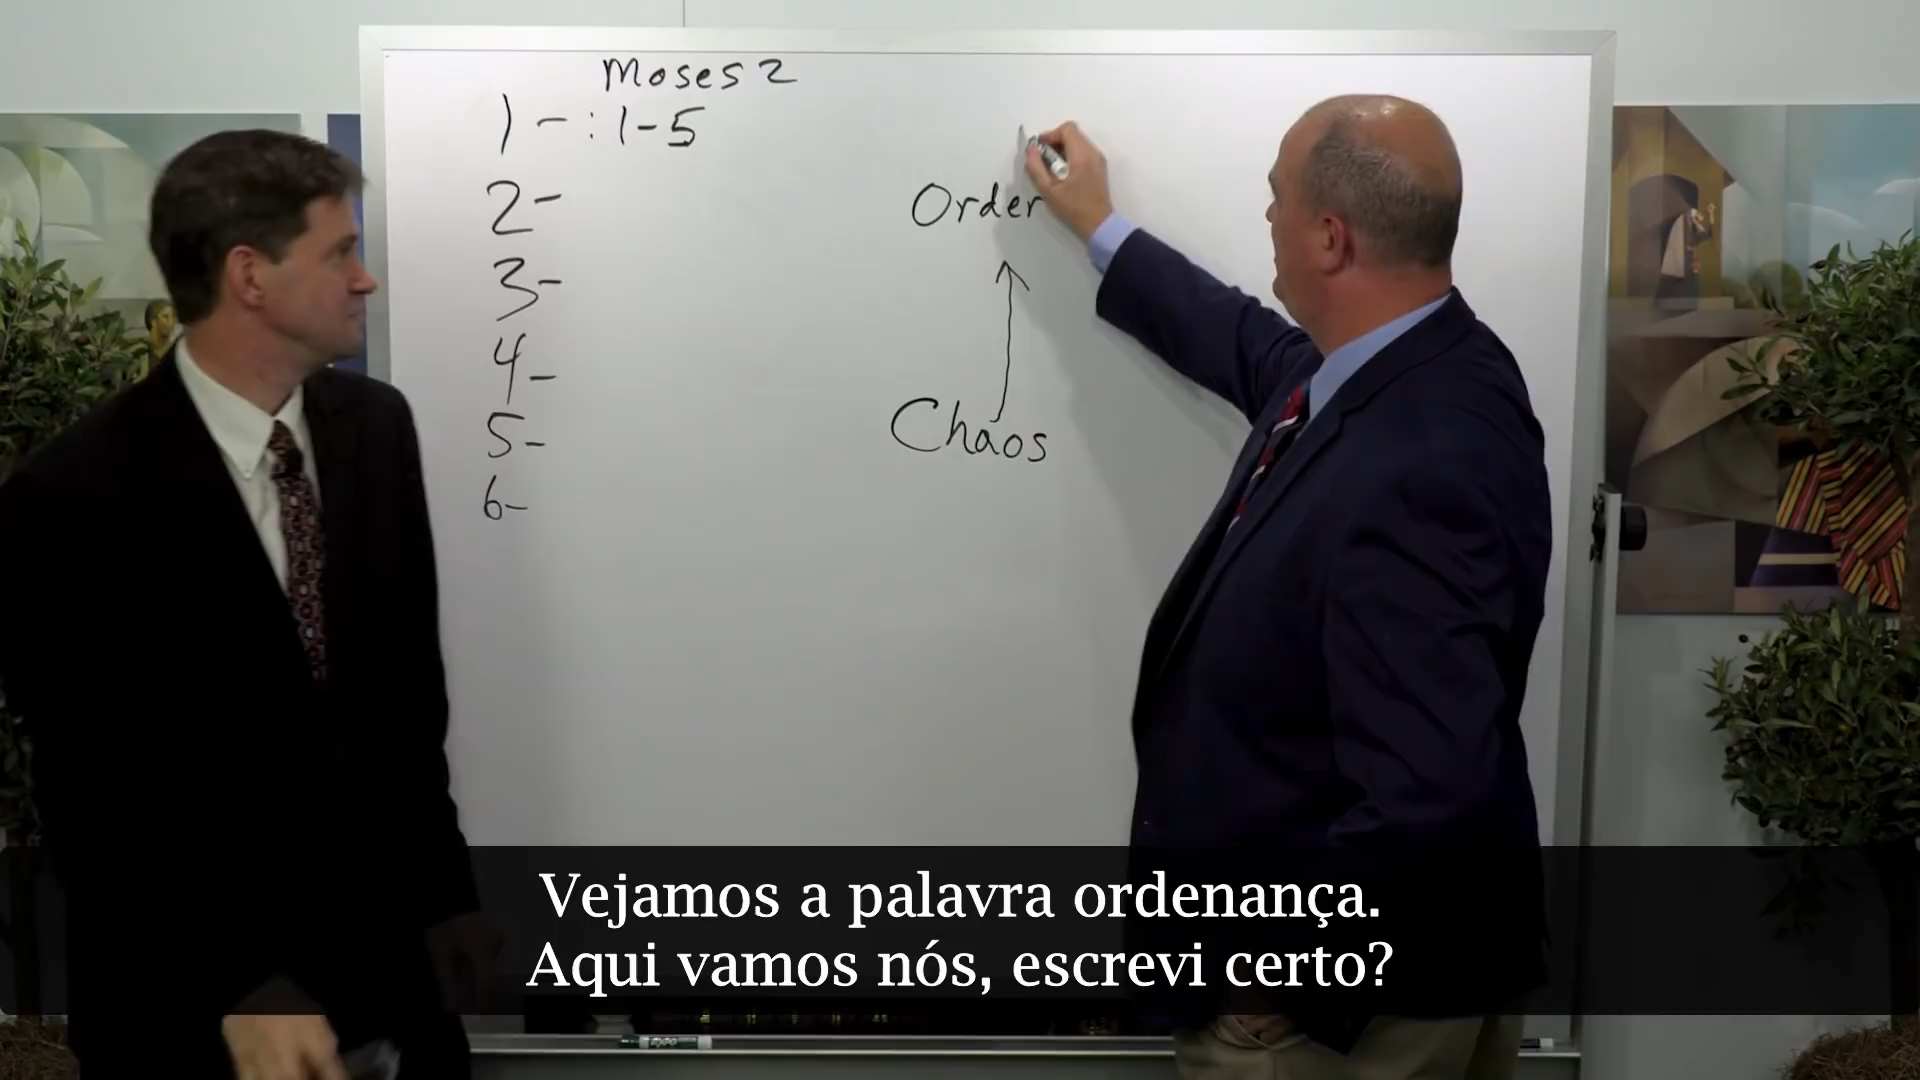 Moses 2
1 - : 1-5
2 -
3 -
4 -
5 -
6 -
Order
Chaos
Vejamos a palavra ordenança.
Aqui vamos nós, escrevi certo?
EXPO